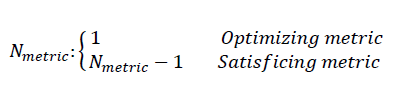 N_metric: { 1 Optimizing metric
N_metric − 1 Satisficing metric